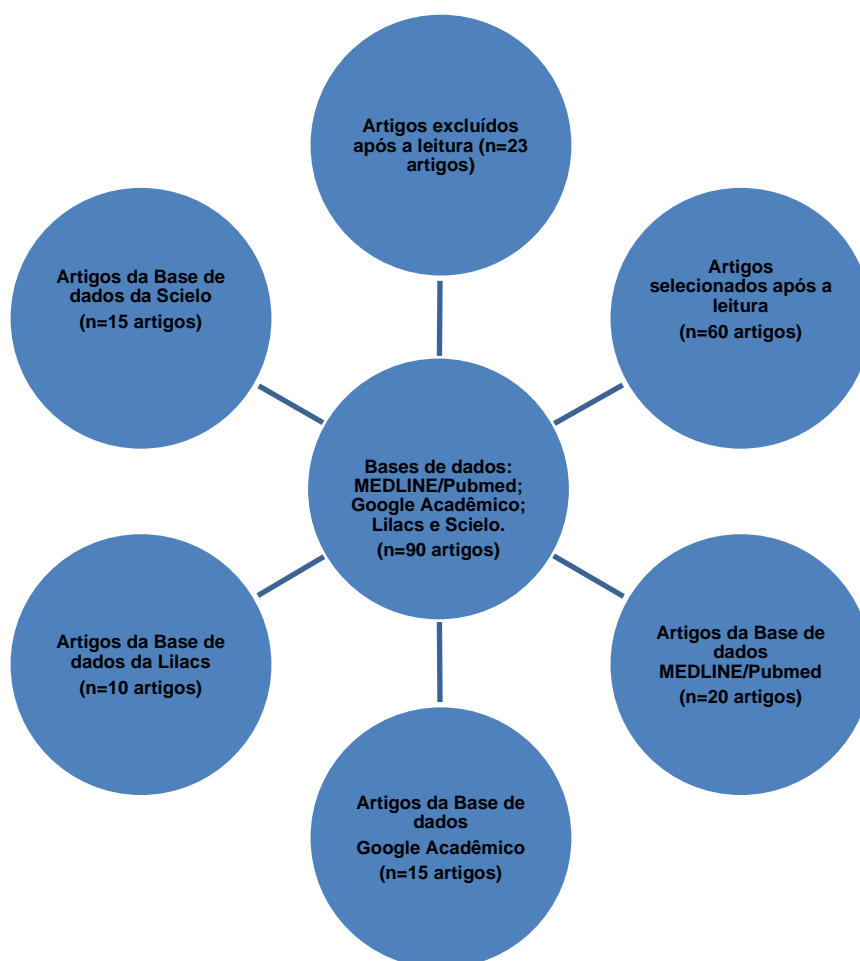 Artigos excluídos
após a leitura (n=23
artigos)
Artigos
selecionados após a
leitura
(n=60 artigos)
Artigos da Base de
dados
MEDLINE/Pubmed
(n=20 artigos)
Artigos da Base de
dados
Google Acadêmico
(n=15 artigos)
Artigos da Base de
dados da Lilacs
(n=10 artigos)
Artigos da Base de
dados da Scielo
(n=15 artigos)
Bases de dados:
MEDLINE/Pubmed;
Google Acadêmico;
Lilacs e Scielo.
(n=90 artigos)